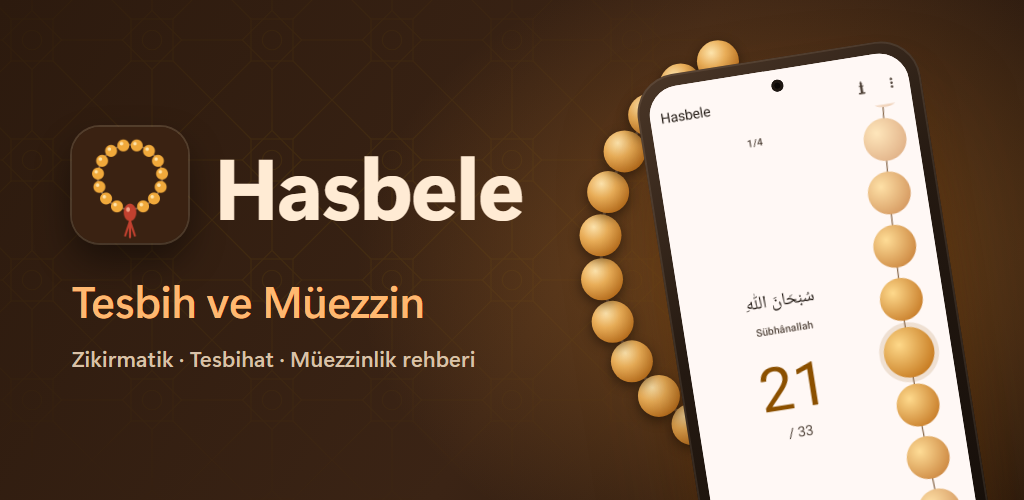 Hasbele
Tesbih ve Müezzin
Zikirmatik · Tesbihat · Müezzinlik rehberi
Hasbele
1/4
سُبْحَانَ اللّٰهِ
Sübhânallah
21
/ 33